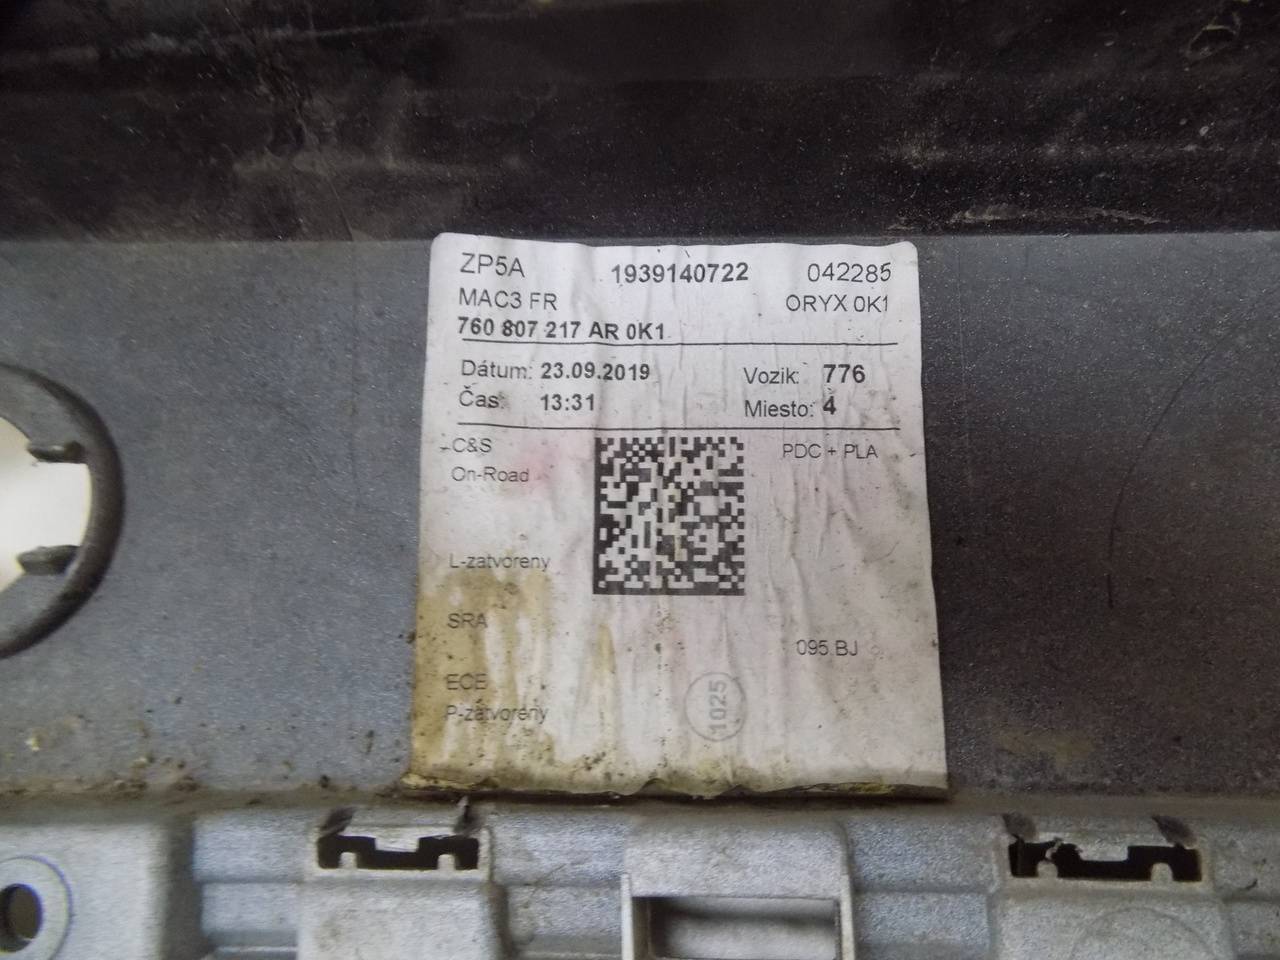 ZP5A 1939140722 042285
MAC3 FR ORYX 0K1
760 807 217 AR 0K1
Dátum: 23.09.2019 Vozik: 776
Čas: 13:31 Miesto: 4
C&S PDC + PLA
On-Road
L-zatvoreny
SRA
095.BJ
ECE
P-zatvoreny
1025